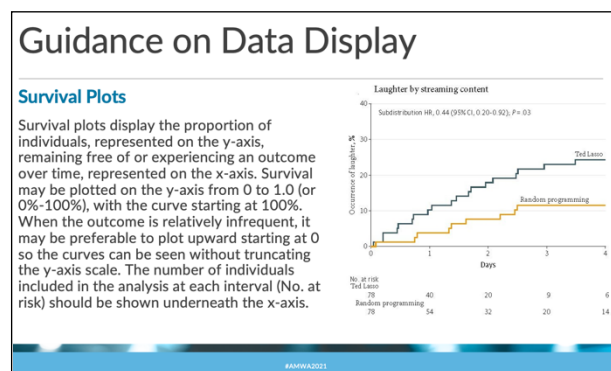 Guidance on Data Display
Survival Plots
Survival plots display the proportion of
individuals, represented on the y-axis,
remaining free of or experiencing an outcome
over time, represented on the x-axis. Survival
may be plotted on the y-axis from 0 to 1.0 (or
0%-100%), with the curve starting at 100%.
When the outcome is relatively infrequent, it
may be preferable to plot upward starting at 0
so the curves can be seen without truncating
the y-axis scale. The number of individuals
included in the analysis at each interval (No. at
risk) should be shown underneath the x-axis.
Laughter by streaming content
Subdistribution HR, 0.44 (95% CI, 0.20-0.92), P = .03
Occurrence of laughter, %
40
30
20
10
0
Ted Lasso
Random programming
0 1 2 3 4
Days
No. at risk
Ted Lasso
78 40 20 9 6
Random programming
78 54 32 20 14
#AMWA2021